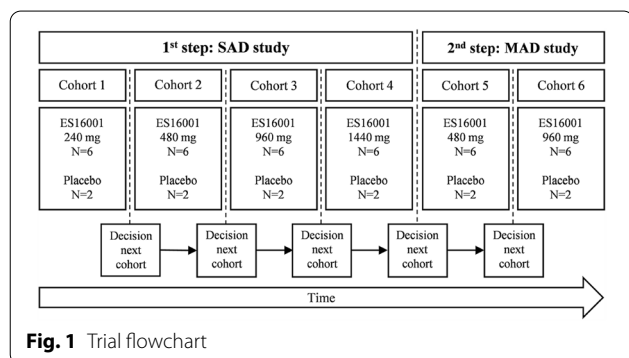 1st step: SAD study
2nd step: MAD study
Cohort 1
Cohort 2
Cohort 3
Cohort 4
Cohort 5
Cohort 6
ES16001
240 mg
N=6
Placebo
N=2
ES16001
480 mg
N=6
Placebo
N=2
ES16001
960 mg
N=6
Placebo
N=2
ES16001
1440 mg
N=6
Placebo
N=2
ES16001
480 mg
N=6
Placebo
N=2
ES16001
960 mg
N=6
Placebo
N=2
Decision
next
cohort
Decision
next
cohort
Decision
next
cohort
Decision
next
cohort
Decision
next
cohort
Time
Fig. 1 Trial flowchart